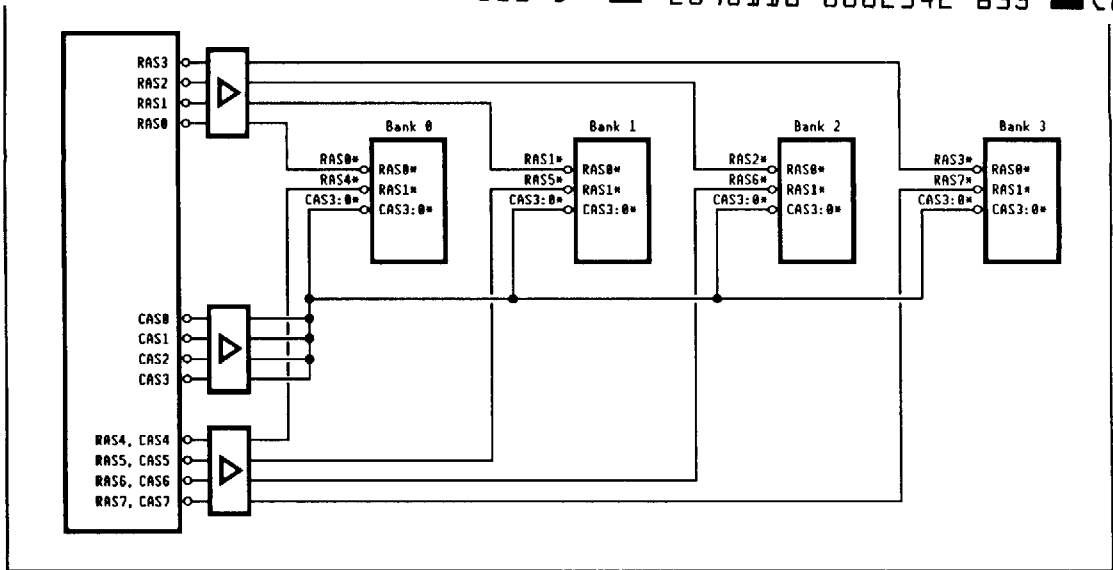 RAS3
RAS2
RAS1
RAS0
Bank 0
RAS0*
RAS4*
CAS3:0*
RAS0*
RAS1*
CAS3:0*
Bank 1
RAS1*
RAS5*
CAS3:0*
RAS0*
RAS1*
CAS3:0*
Bank 2
RAS2*
RAS6*
CAS3:0*
RAS0*
RAS1*
CAS3:0*
Bank 3
RAS3*
RAS7*
CAS3:0*
RAS0*
RAS1*
CAS3:0*
CAS0
CAS1
CAS2
CAS3
RAS4, CAS4
RAS5, CAS5
RAS6, CAS6
RAS7, CAS7